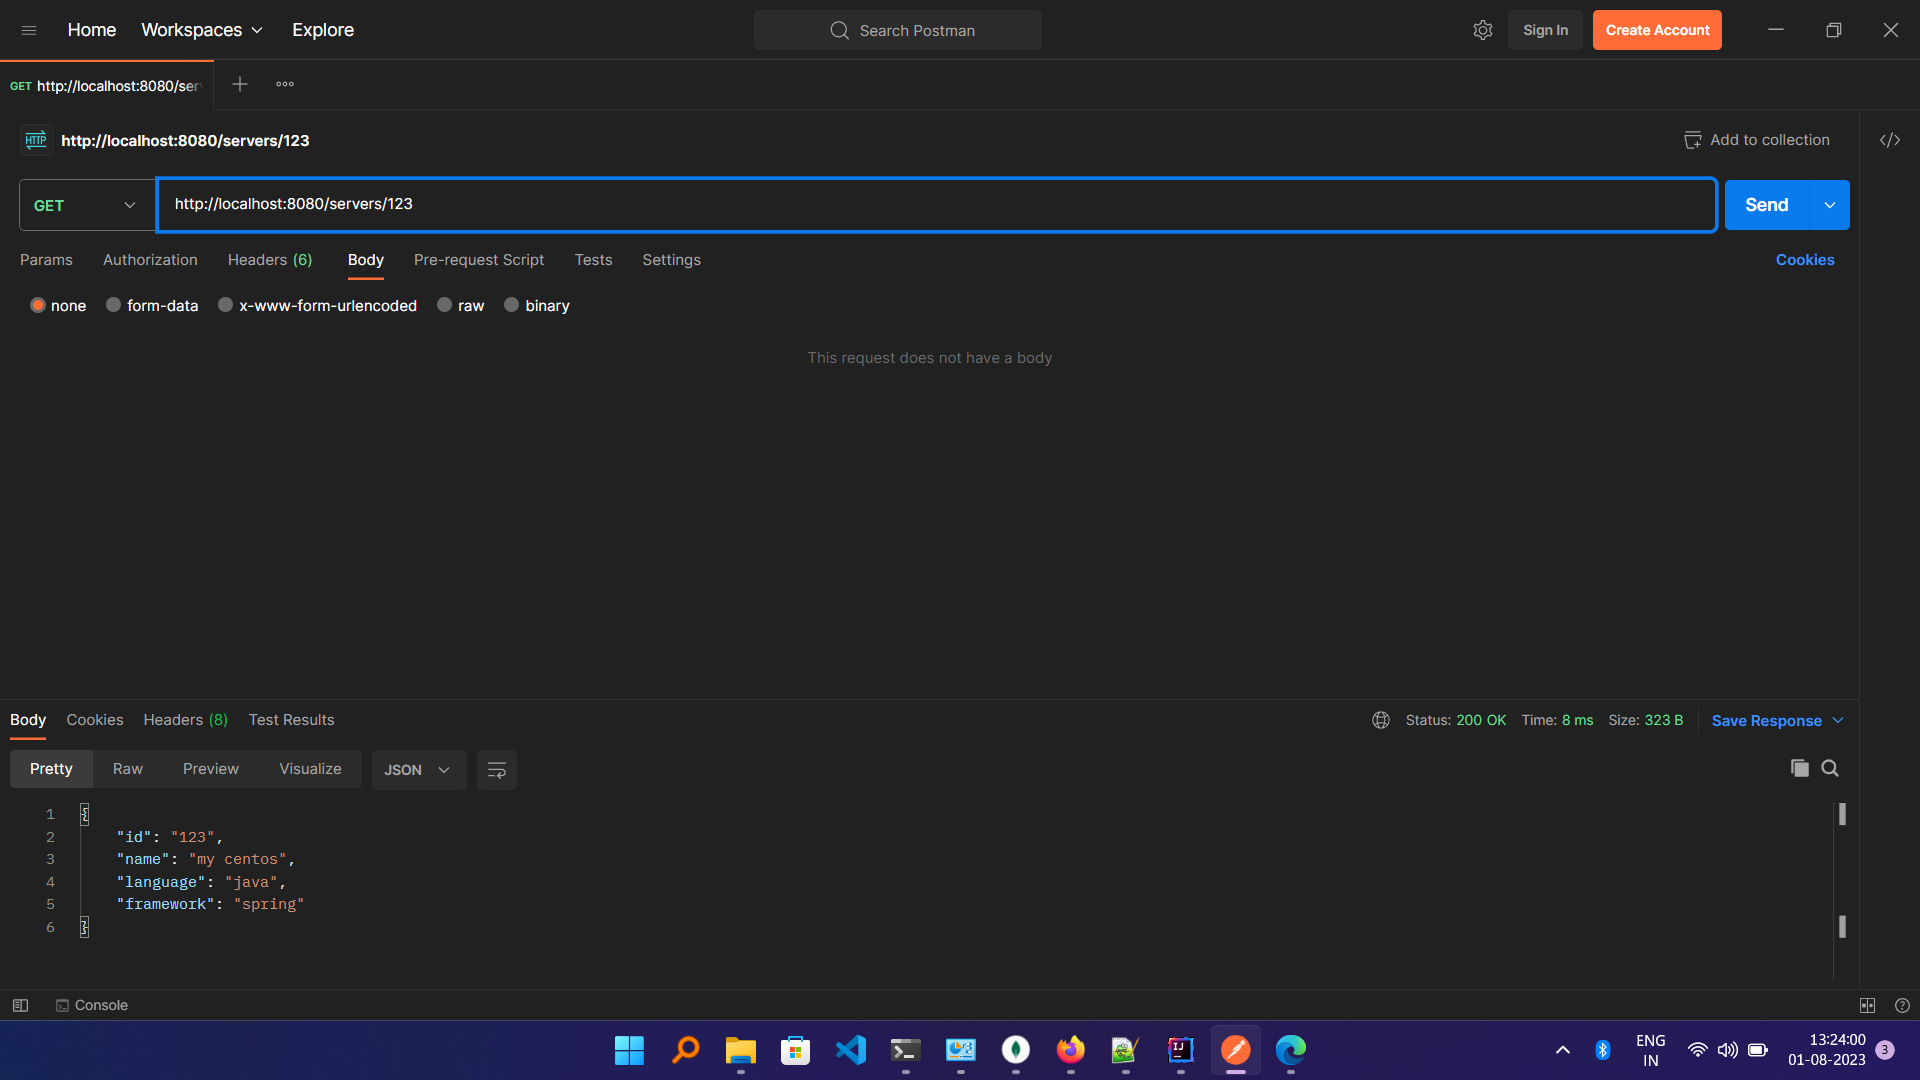 Home Workspaces Explore Search Postman Sign In Create Account
GET http://localhost:8080/ser
HTTP http://localhost:8080/servers/123 Add to collection </>
GET http://localhost:8080/servers/123 Send
Params Authorization Headers (6) Body Pre-request Script Tests Settings Cookies
none form-data x-www-form-urlencoded raw binary
This request does not have a body
Body Cookies Headers (8) Test Results Status: 200 OK Time: 8 ms Size: 323 B Save Response
Pretty Raw Preview Visualize JSON
1 {
2 "id": "123",
3 "name": "my centos",
4 "language": "java",
5 "framework": "spring"
6 }
Console
IJ ENG 13:24:00 3
IN 01-08-2023